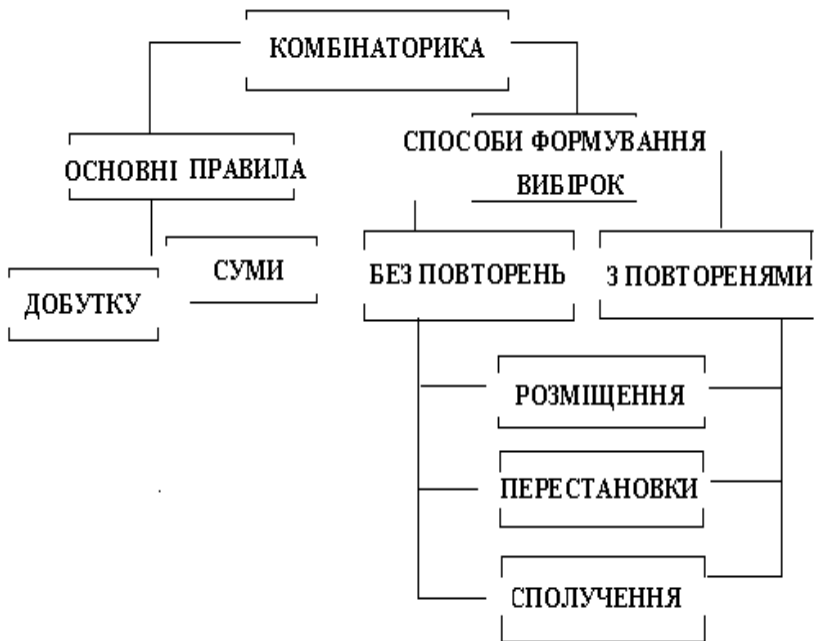 КОМБІНАТОРИКА
ОСНОВНІ ПРАВИЛА
СПОСОБИ ФОРМУВАННЯ
ВИБІРОК
ДОБУТКУ
СУМИ
БЕЗ ПОВТОРЕНЬ
З ПОВТОРЕНЯМИ
РОЗМІЩЕННЯ
ПЕРЕСТАНОВКИ
СПОЛУЧЕННЯ